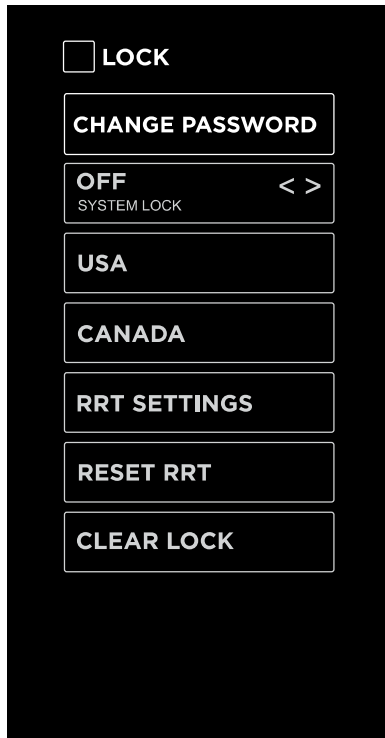 LOCK
CHANGE PASSWORD
OFF < >
SYSTEM LOCK
USA
CANADA
RRT SETTINGS
RESET RRT
CLEAR LOCK